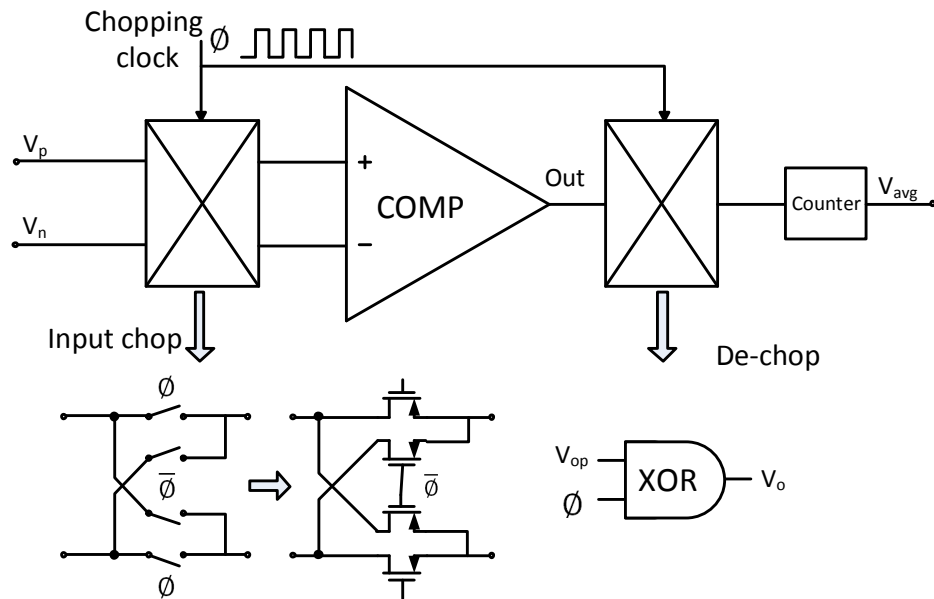 Chopping
clock
∅
V_p
V_n
+
−
COMP
Out
Counter
V_avg
Input chop
De-chop
∅
∅̅
∅
∅̅
V_op
∅
XOR
V_o